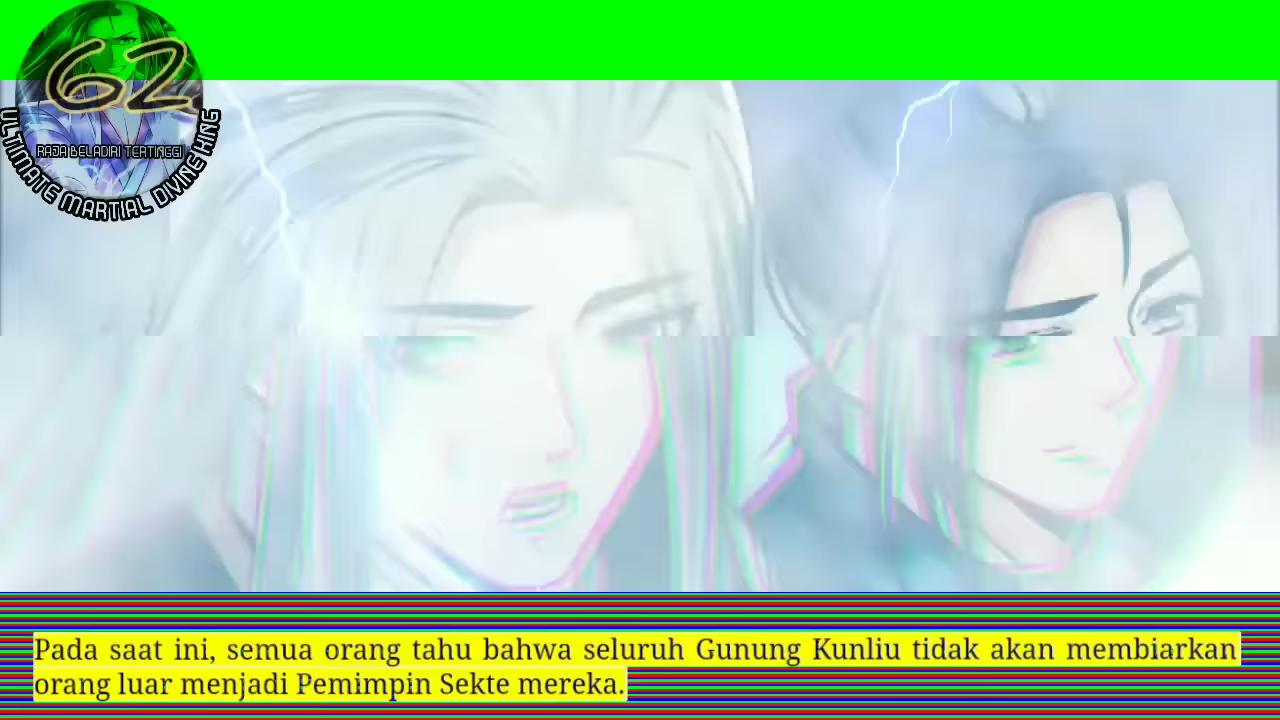 62
RAJA BELADIRI TERTINGGI
ULTIMATE MARTIAL DIVINE KING
Pada saat ini, semua orang tahu bahwa seluruh Gunung Kunliu tidak akan membiarkan
orang luar menjadi Pemimpin Sekte mereka.